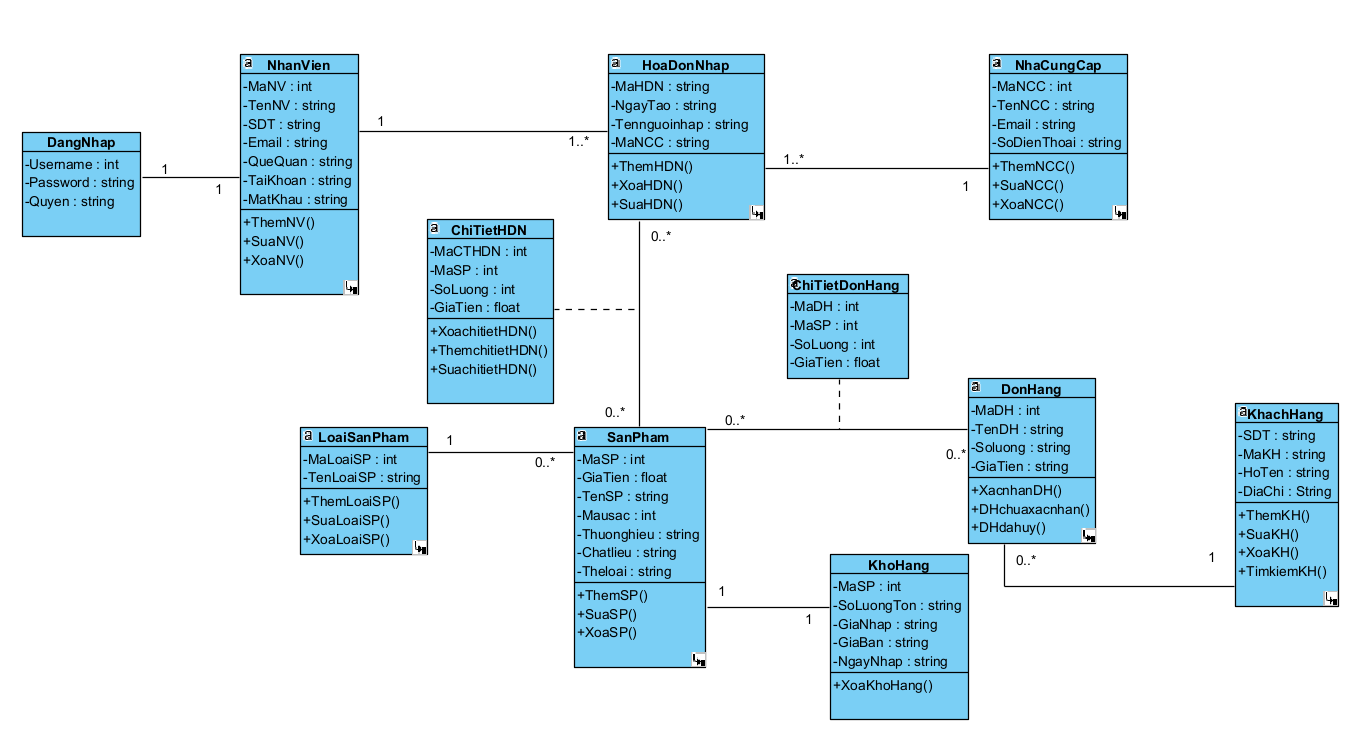 DangNhap
-Username : int
-Password : string
-Quyen : string
1
1
a
NhanVien
-MaNV : int
-TenNV : string
-SDT : string
-Email : string
-QueQuan : string
-TaiKhoan : string
-MatKhau : string
+ThemNV()
+SuaNV()
+XoaNV()
1
1..*
a
HoaDonNhap
-MaHDN : string
-NgayTao : string
-Tennguoinhap : string
-MaNCC : string
+ThemHDN()
+XoaHDN()
+SuaHDN()
1..*
1
a
NhaCungCap
-MaNCC : int
-TenNCC : string
-Email : string
-SoDienThoai : string
+ThemNCC()
+SuaNCC()
+XoaNCC()
0..*
0..*
a
ChiTietHDN
-MaCTHDN : int
-MaSP : int
-SoLuong : int
-GiaTien : float
+XoachitietHDN()
+ThemchitietHDN()
+SuachitietHDN()
a
ChiTietDonHang
-MaDH : int
-MaSP : int
-SoLuong : int
-GiaTien : float
a
LoaiSanPham
-MaLoaiSP : int
-TenLoaiSP : string
+ThemLoaiSP()
+SuaLoaiSP()
+XoaLoaiSP()
1
0..*
a
SanPham
-MaSP : int
-GiaTien : float
-TenSP : string
-Mausac : int
-Thuonghieu : string
-Chatlieu : string
-Theloai : string
+ThemSP()
+SuaSP()
+XoaSP()
0..*
0..*
a
DonHang
-MaDH : int
-TenDH : string
-Soluong : string
-GiaTien : string
+XacnhanDH()
+DHchuaxacnhan()
+DHdahuy()
0..*
1
a
KhachHang
-SDT : string
-MaKH : string
-HoTen : string
-DiaChi : String
+ThemKH()
+SuaKH()
+XoaKH()
+TimkiemKH()
1
1
KhoHang
-MaSP : int
-SoLuongTon : string
-GiaNhap : string
-GiaBan : string
-NgayNhap : string
+XoaKhoHang()